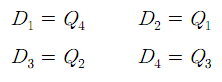 D₁ = Q₄ D₂ = Q₁
D₃ = Q₂ D₄ = Q₃